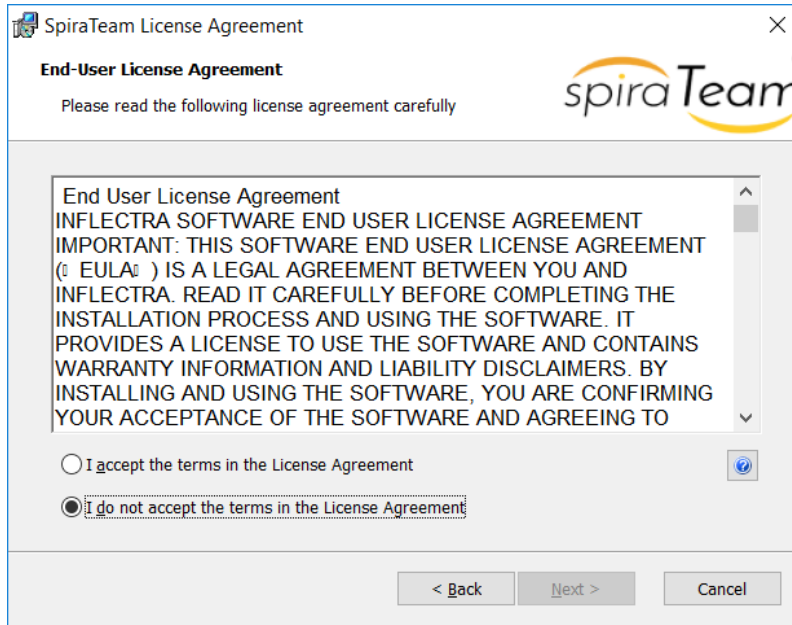 SpiraTeam License Agreement
End-User License Agreement
Please read the following license agreement carefully
spiraTeam
End User License Agreement
INFLECTRA SOFTWARE END USER LICENSE AGREEMENT
IMPORTANT: THIS SOFTWARE END USER LICENSE AGREEMENT
(▯ EULA▯ ) IS A LEGAL AGREEMENT BETWEEN YOU AND
INFLECTRA. READ IT CAREFULLY BEFORE COMPLETING THE
INSTALLATION PROCESS AND USING THE SOFTWARE. IT
PROVIDES A LICENSE TO USE THE SOFTWARE AND CONTAINS
WARRANTY INFORMATION AND LIABILITY DISCLAIMERS. BY
INSTALLING AND USING THE SOFTWARE, YOU ARE CONFIRMING
YOUR ACCEPTANCE OF THE SOFTWARE AND AGREEING TO
I accept the terms in the License Agreement
I do not accept the terms in the License Agreement
< Back Next > Cancel